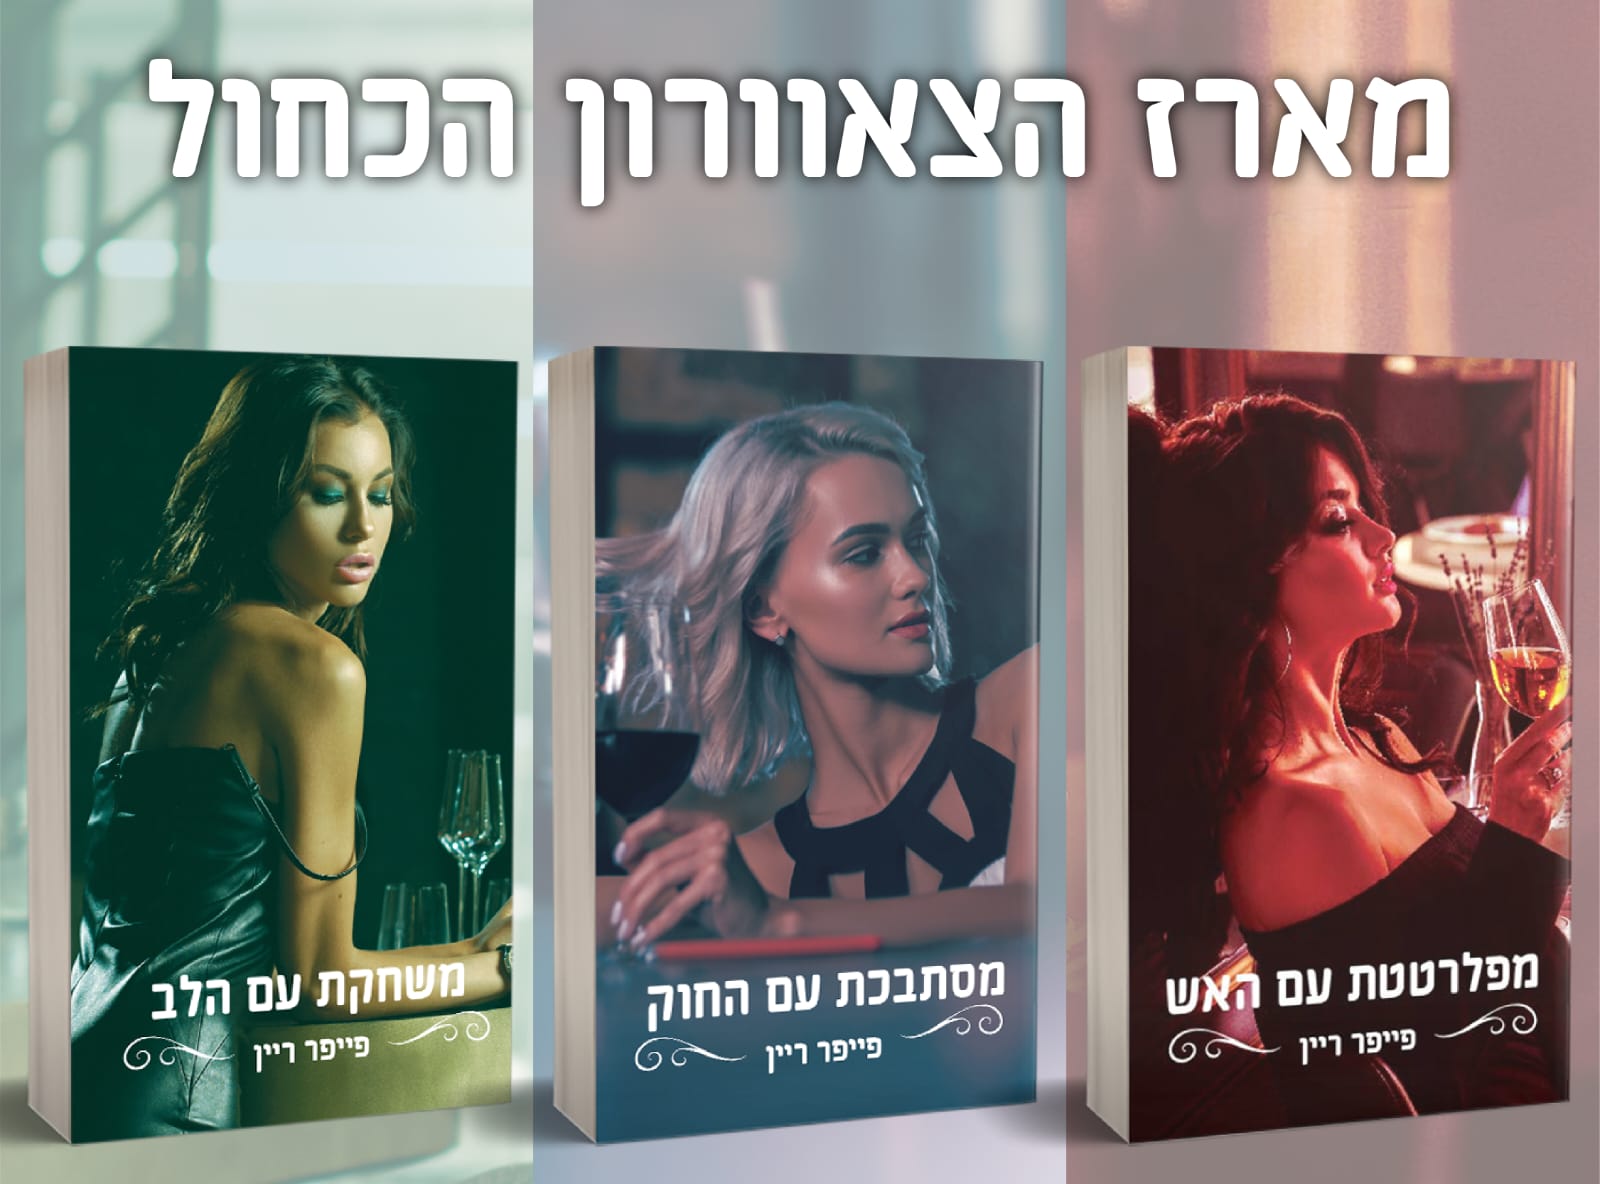 מארז הצאוורון הכחול
מפלרטטת עם האש
פייפר ריין
מסתבכת עם החוק
פייפר ריין
משחקת עם הלב
פייפר ריין